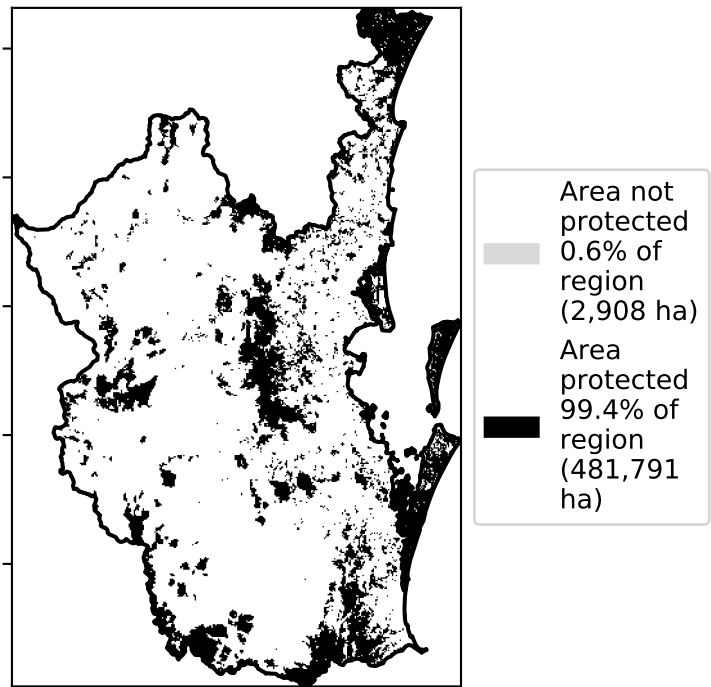 Area not
protected
0.6% of
region
(2,908 ha)
Area
protected
99.4% of
region
(481,791
ha)